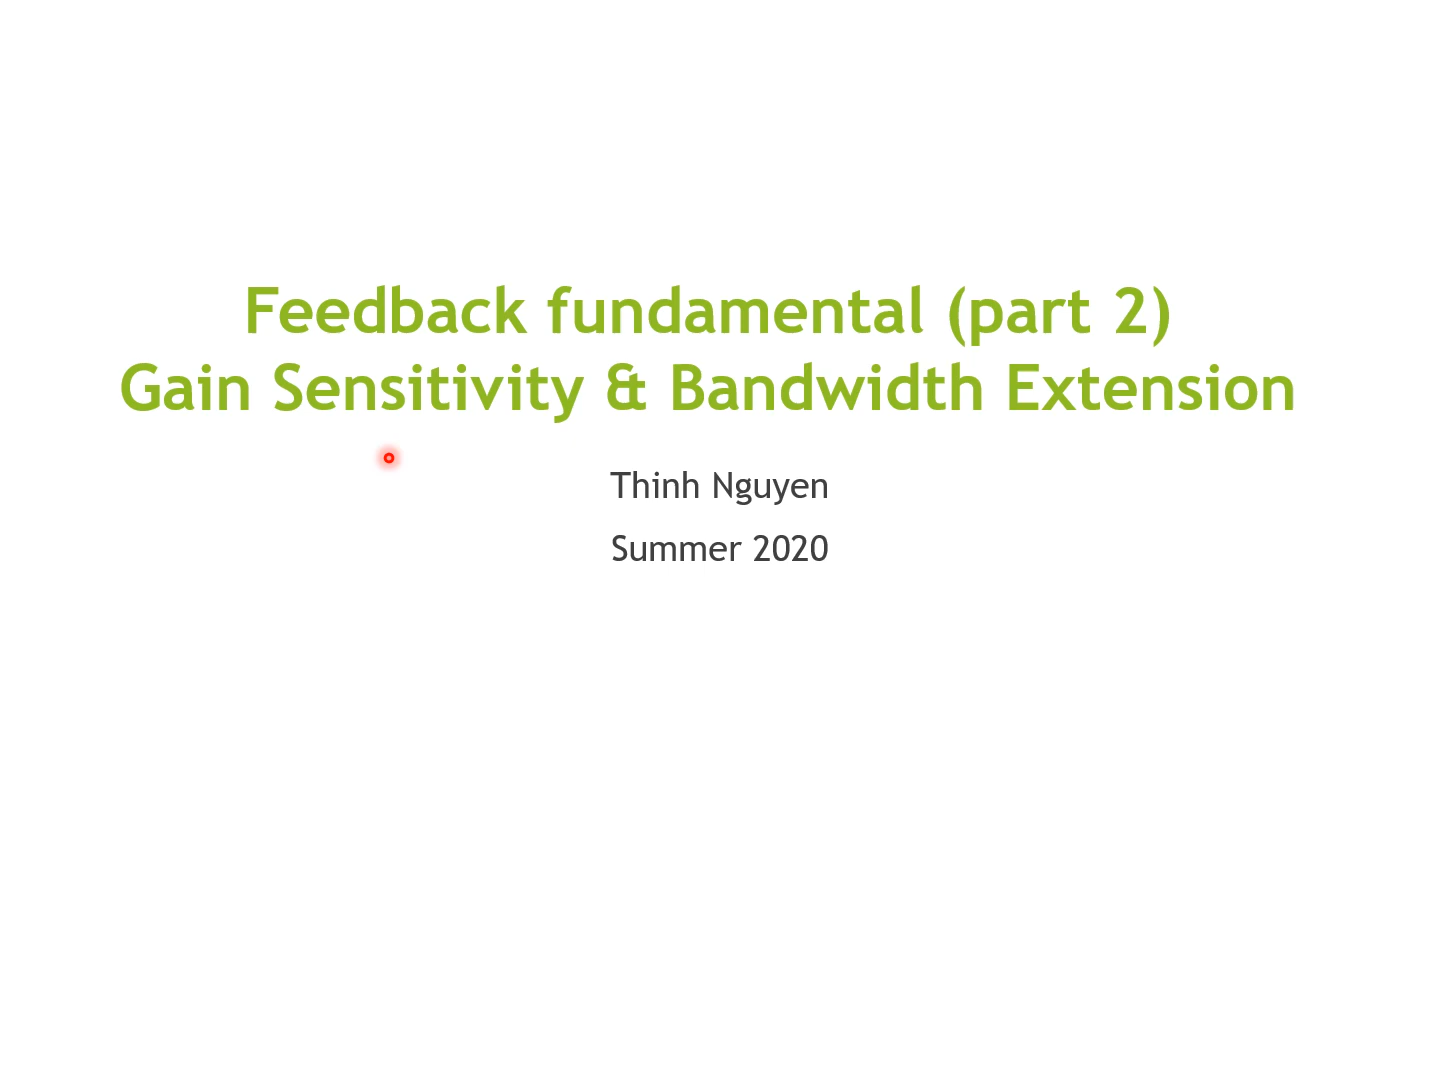 Feedback fundamental (part 2)
Gain Sensitivity & Bandwidth Extension
Thinh Nguyen
Summer 2020